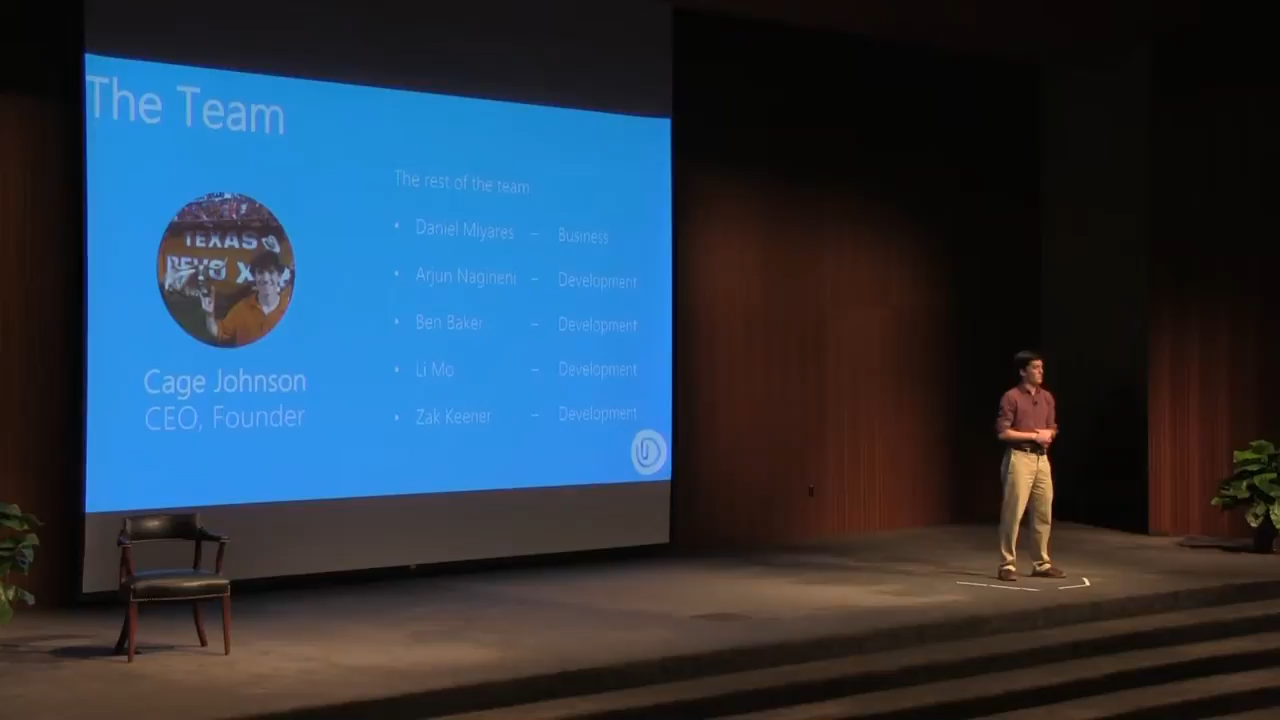 The Team
TEXAS
Cage Johnson
CEO, Founder
The rest of the team
• Daniel Miyares – Business
• Arjun Nagineni – Development
• Ben Baker – Development
• Li Mo – Development
• Zak Keener – Development